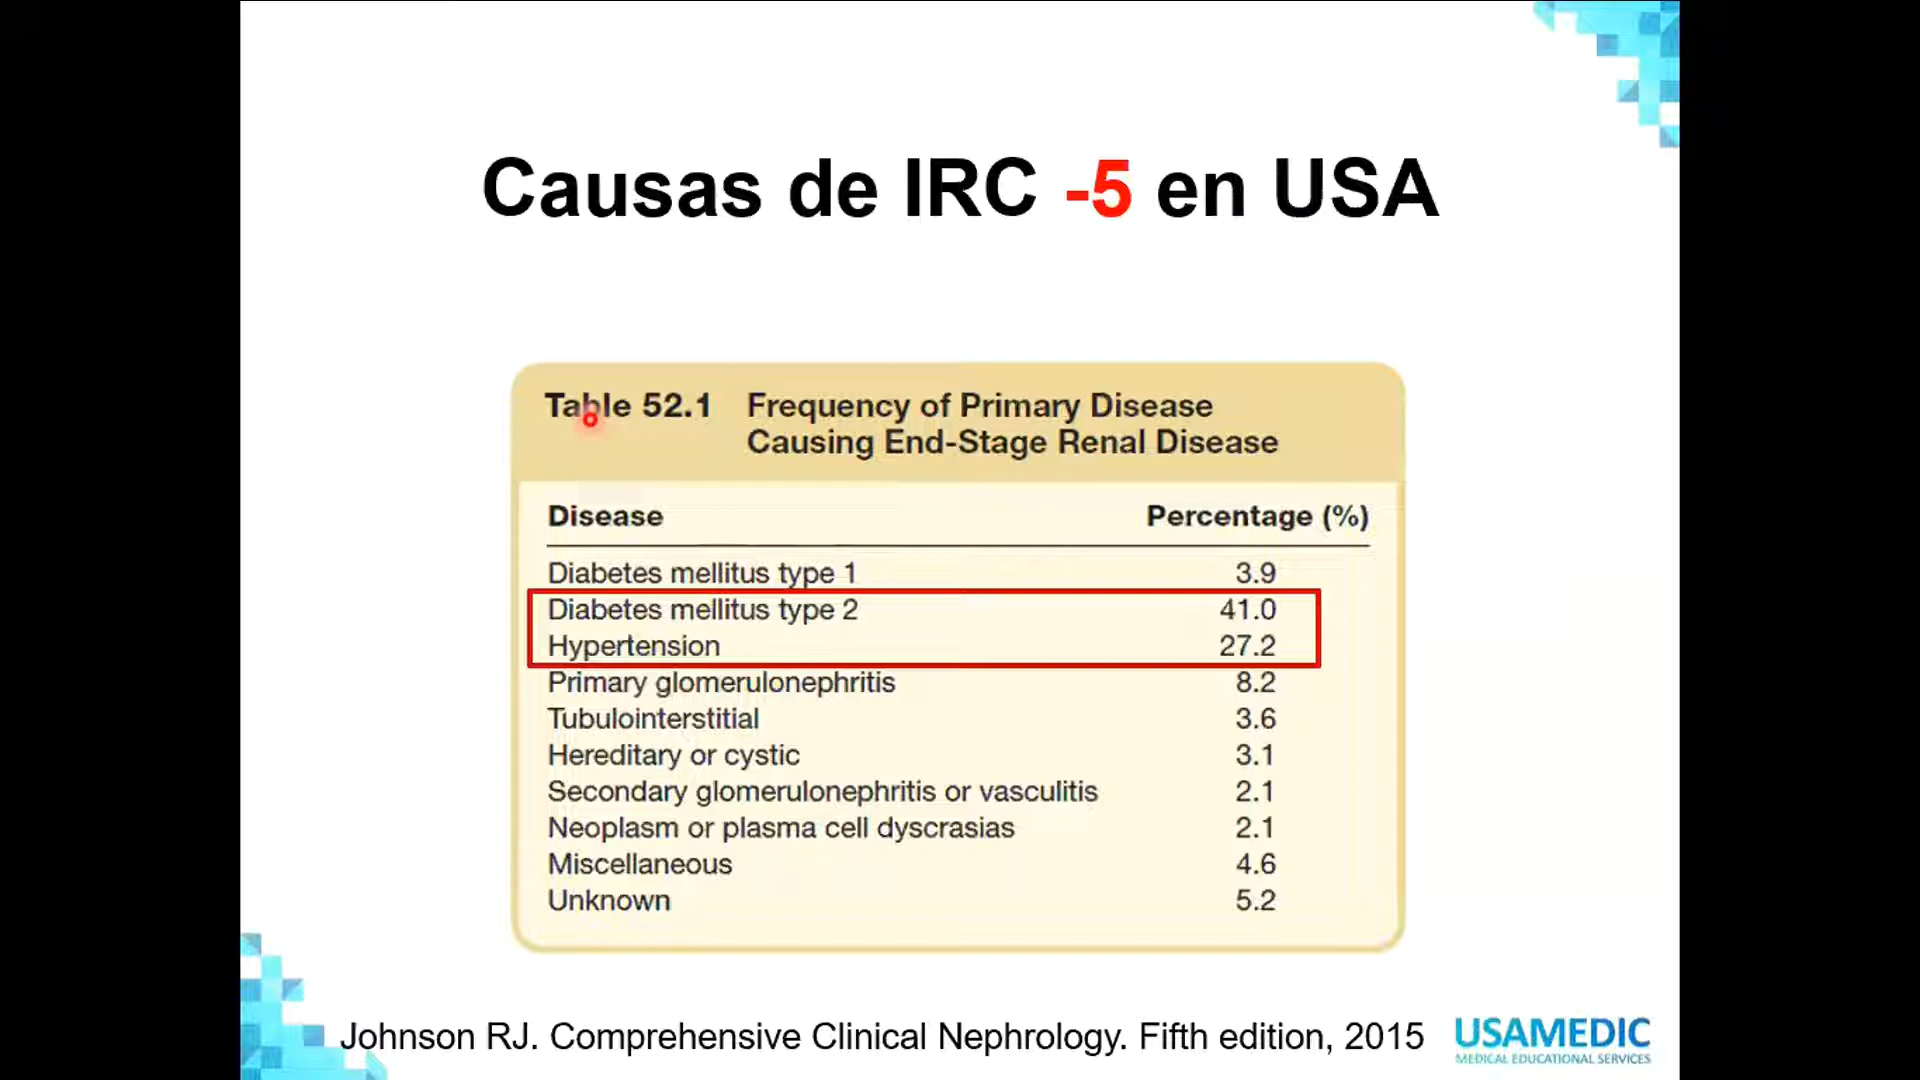 Causas de IRC -5 en USA
Table 52.1 Frequency of Primary Disease
Causing End-Stage Renal Disease
Disease Percentage (%)
Diabetes mellitus type 1 3.9
Diabetes mellitus type 2 41.0
Hypertension 27.2
Primary glomerulonephritis 8.2
Tubulointerstitial 3.6
Hereditary or cystic 3.1
Secondary glomerulonephritis or vasculitis 2.1
Neoplasm or plasma cell dyscrasias 2.1
Miscellaneous 4.6
Unknown 5.2
Johnson RJ. Comprehensive Clinical Nephrology. Fifth edition, 2015
USAMEDIC
MEDICAL EDUCATIONAL SERVICES